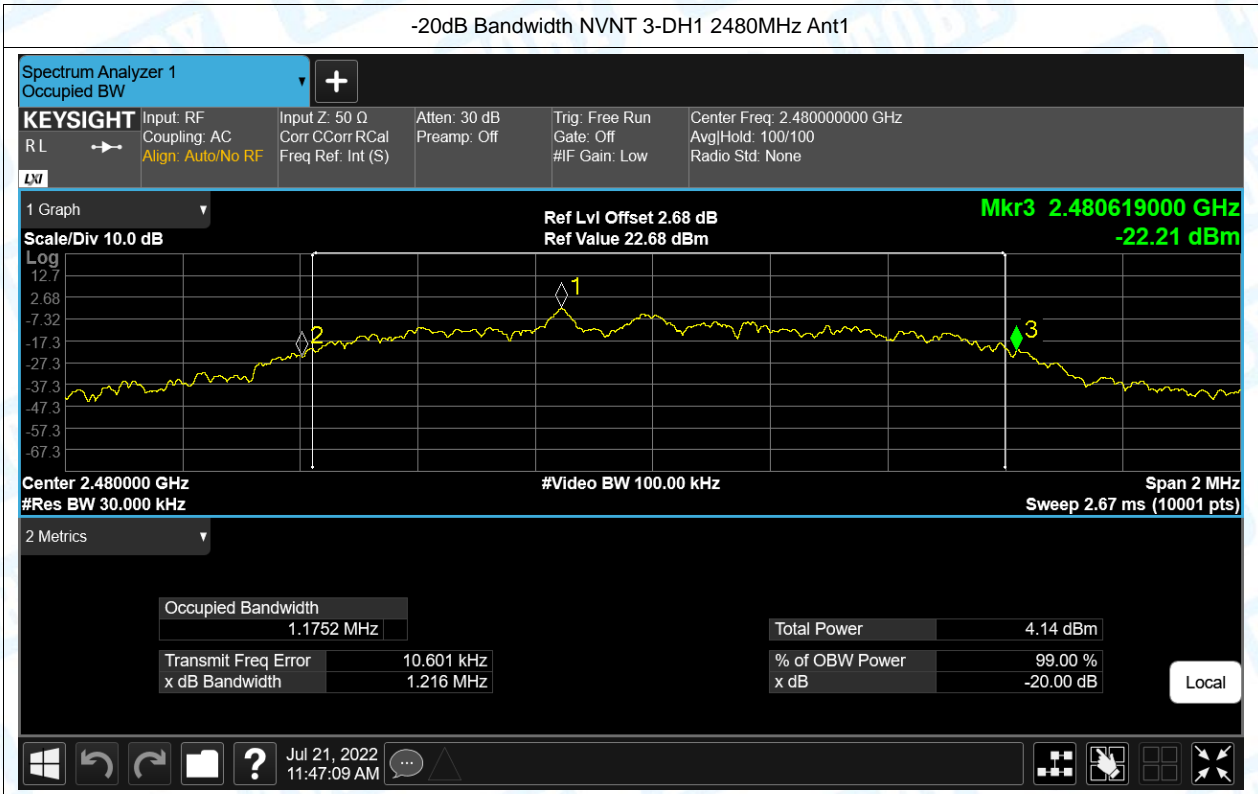 -20dB Bandwidth NVNT 3-DH1 2480MHz Ant1
Spectrum Analyzer 1
Occupied BW
KEYSIGHT
R L
LXI
Input: RF
Coupling: AC
Align: Auto/No RF
Input Z: 50 Ω
Corr CCorr RCal
Freq Ref: Int (S)
Atten: 30 dB
Preamp: Off
Trig: Free Run
Gate: Off
#IF Gain: Low
Center Freq: 2.480000000 GHz
Avg|Hold: 100/100
Radio Std: None
1 Graph
Scale/Div 10.0 dB
Ref Lvl Offset 2.68 dB
Ref Value 22.68 dBm
Mkr3 2.480619000 GHz
-22.21 dBm
Log
12.7
2.68
-7.32
-17.3
-27.3
-37.3
-47.3
-57.3
-67.3
1
2
3
Center 2.480000 GHz
#Video BW 100.00 kHz
Span 2 MHz
#Res BW 30.000 kHz
Sweep 2.67 ms (10001 pts)
2 Metrics
Occupied Bandwidth
1.1752 MHz
Total Power 4.14 dBm
Transmit Freq Error 10.601 kHz
% of OBW Power 99.00 %
x dB Bandwidth 1.216 MHz
x dB -20.00 dB
Local
?
Jul 21, 2022
11:47:09 AM